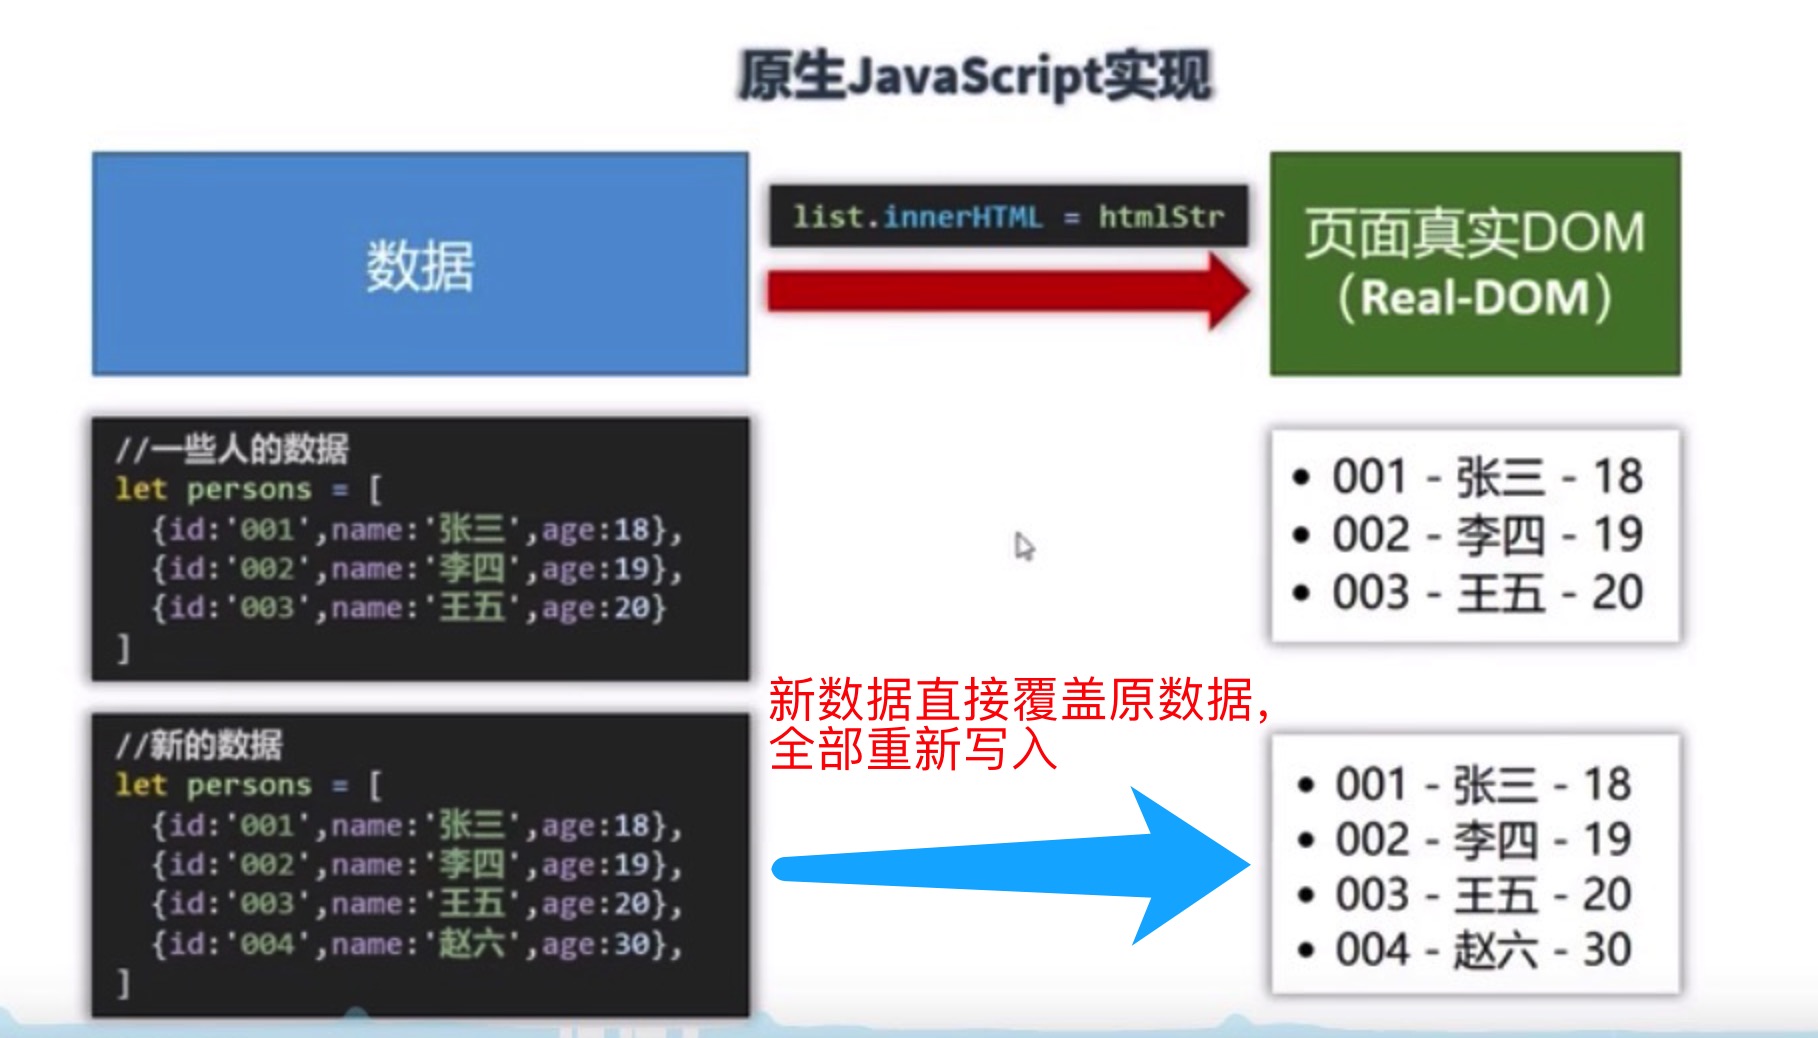 原生JavaScript实现
数据
list.innerHTML = htmlStr
页面真实DOM
（Real-DOM）
//一些人的数据
let persons = [
{id:'001',name:'张三',age:18},
{id:'002',name:'李四',age:19},
{id:'003',name:'王五',age:20}
]
• 001 - 张三 - 18
• 002 - 李四 - 19
• 003 - 王五 - 20
新数据直接覆盖原数据，
全部重新写入
//新的数据
let persons = [
{id:'001',name:'张三',age:18},
{id:'002',name:'李四',age:19},
{id:'003',name:'王五',age:20},
{id:'004',name:'赵六',age:30},
]
• 001 - 张三 - 18
• 002 - 李四 - 19
• 003 - 王五 - 20
• 004 - 赵六 - 30